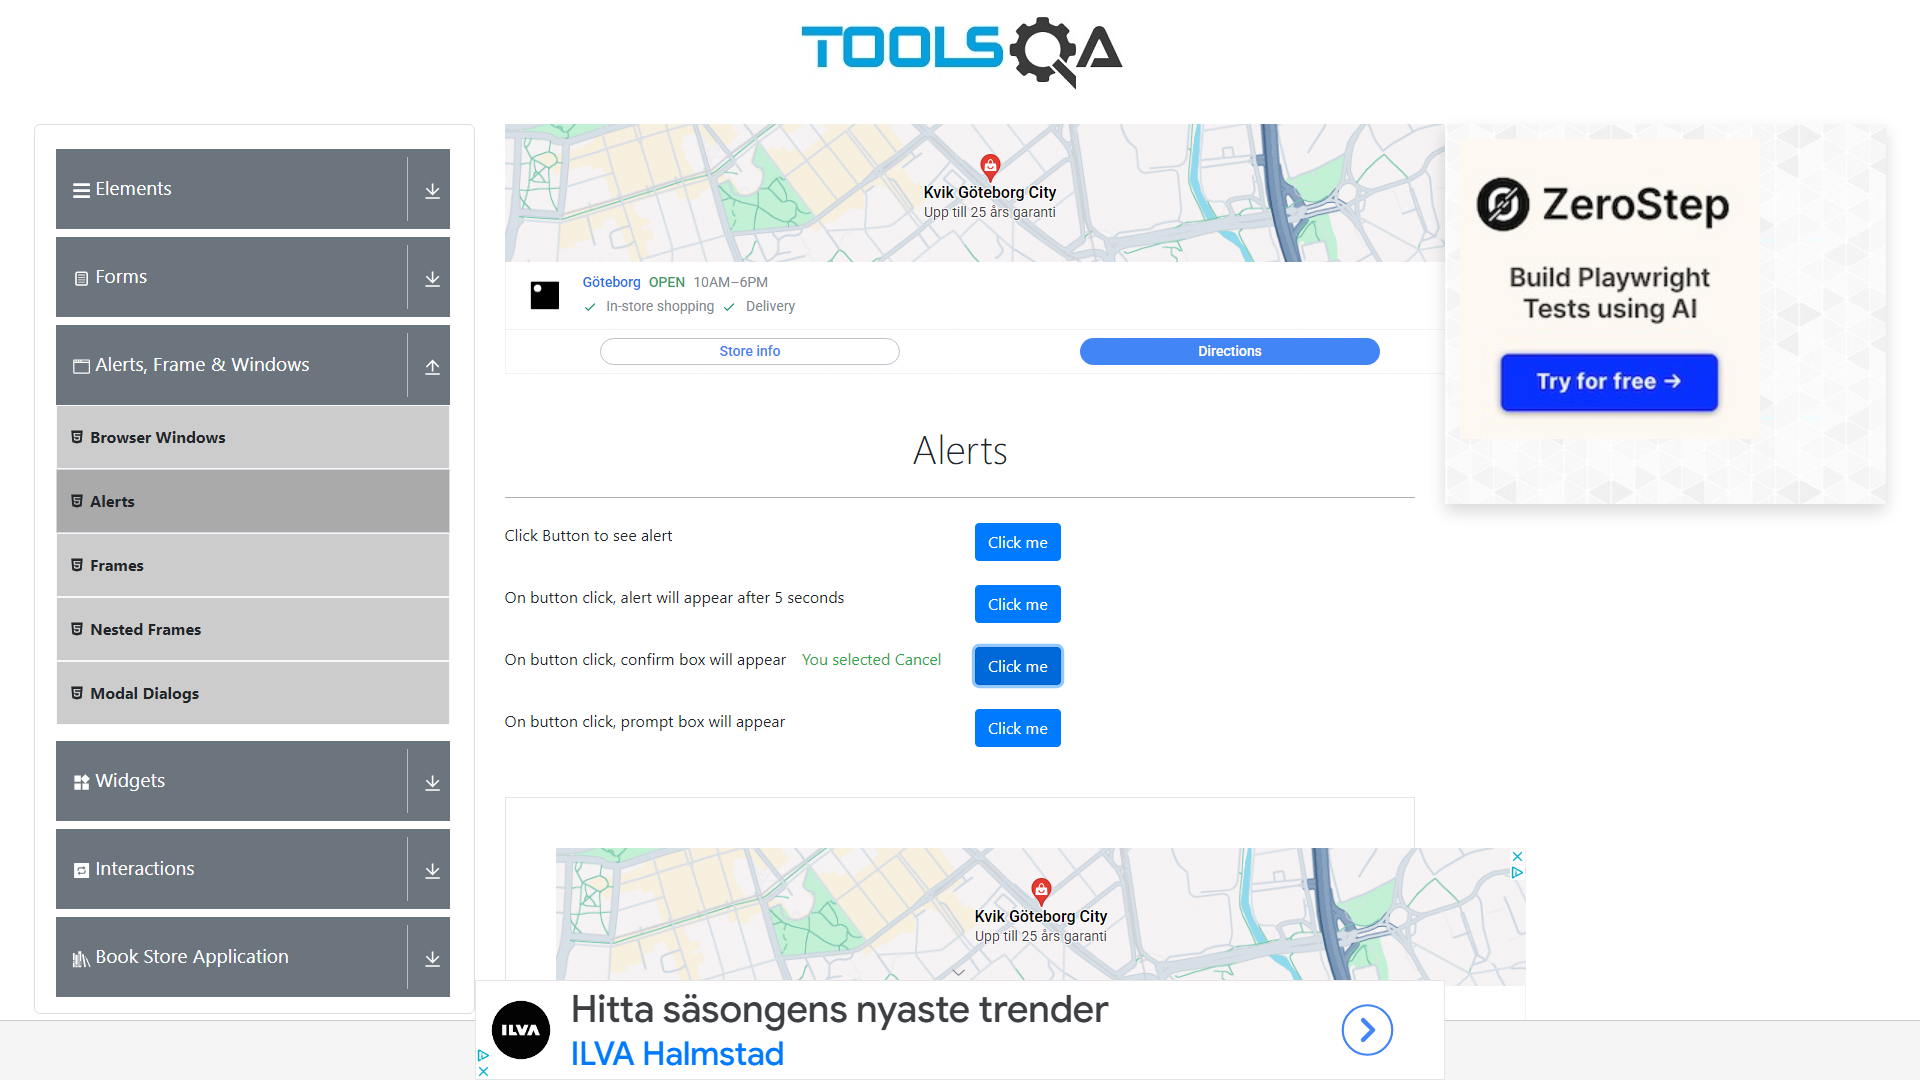 TOOLSQA
Elements
Forms
Alerts, Frame & Windows
Browser Windows
Alerts
Frames
Nested Frames
Modal Dialogs
Widgets
Interactions
Book Store Application
Kvik Göteborg City
Upp till 25 års garanti
Göteborg OPEN 10AM–6PM
In-store shopping Delivery
Store info
Directions
Alerts
Click Button to see alert
Click me
On button click, alert will appear after 5 seconds
Click me
On button click, confirm box will appear You selected Cancel
Click me
On button click, prompt box will appear
Click me
Kvik Göteborg City
Upp till 25 års garanti
ZeroStep
Build Playwright
Tests using AI
Try for free →
ILVA
Hitta säsongens nyaste trender
ILVA Halmstad